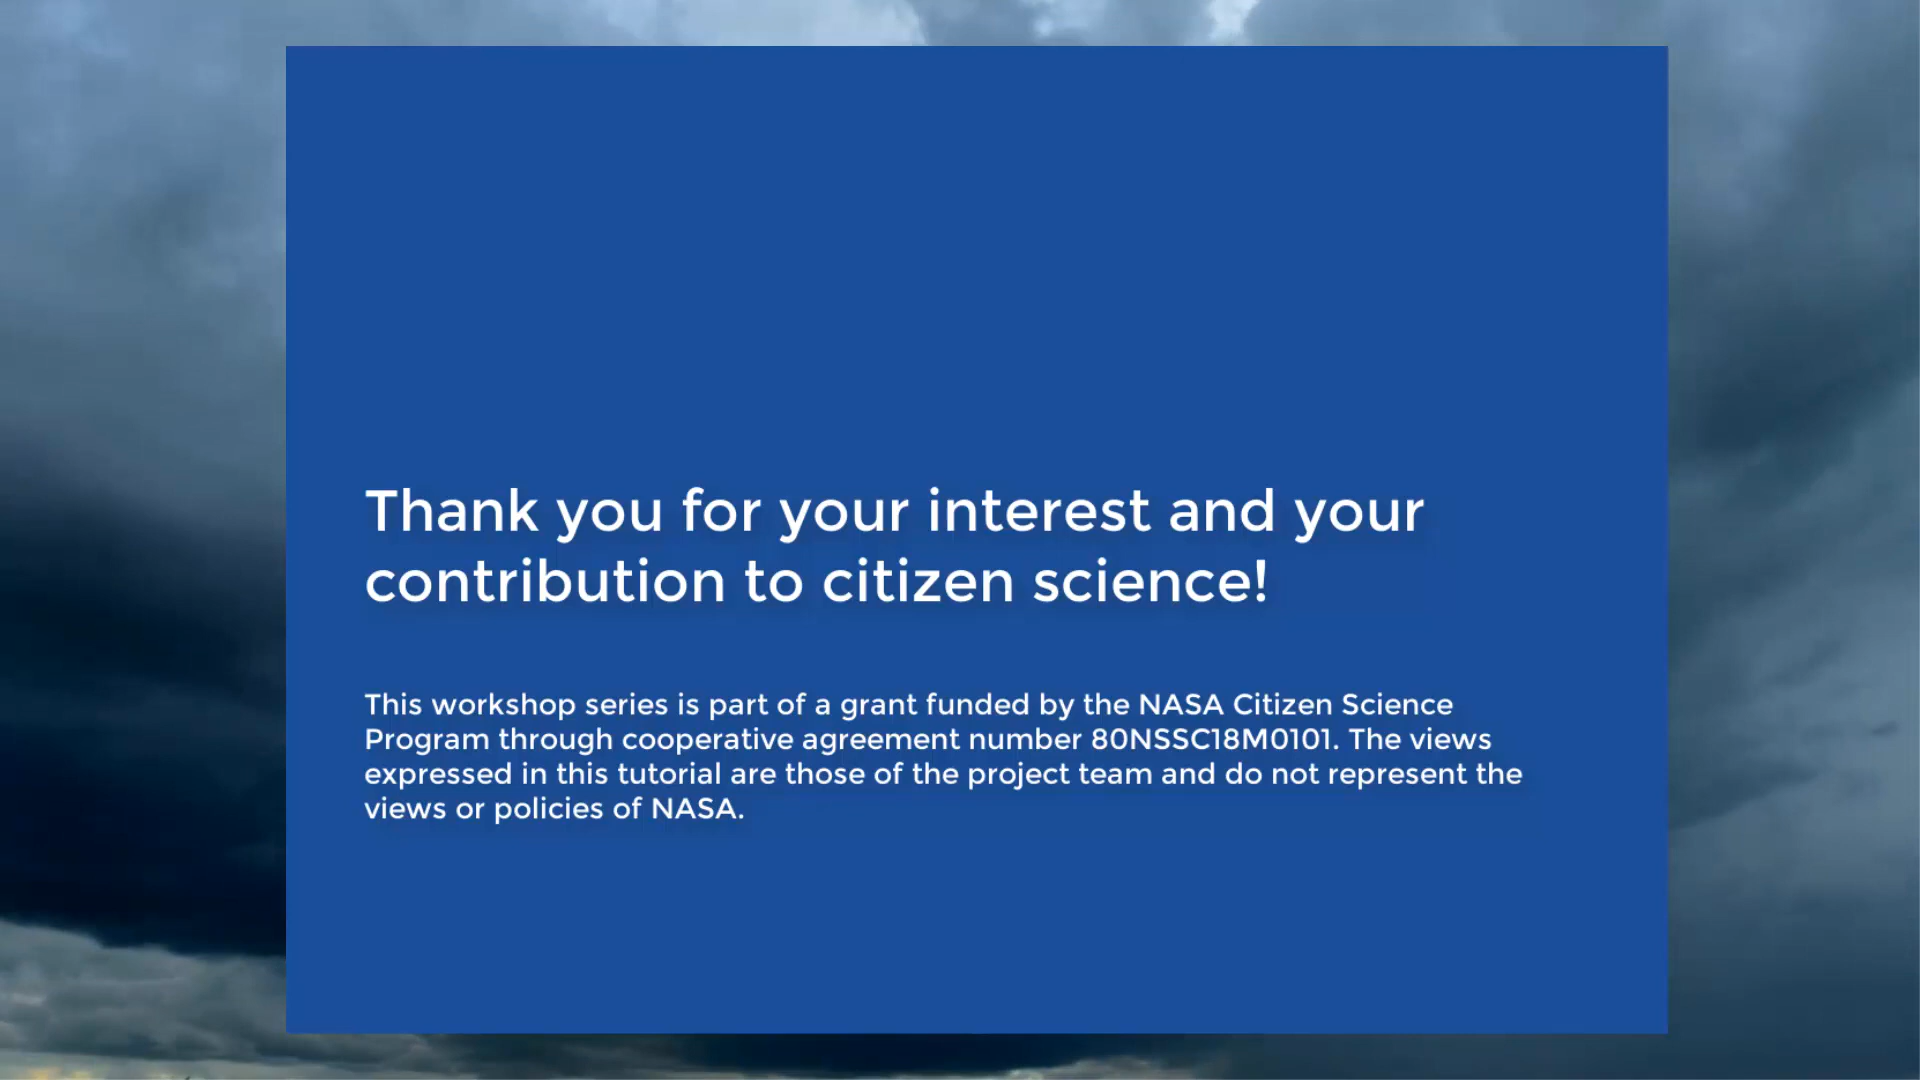 Thank you for your interest and your
contribution to citizen science!
This workshop series is part of a grant funded by the NASA Citizen Science
Program through cooperative agreement number 80NSSC18M0101. The views
expressed in this tutorial are those of the project team and do not represent the
views or policies of NASA.